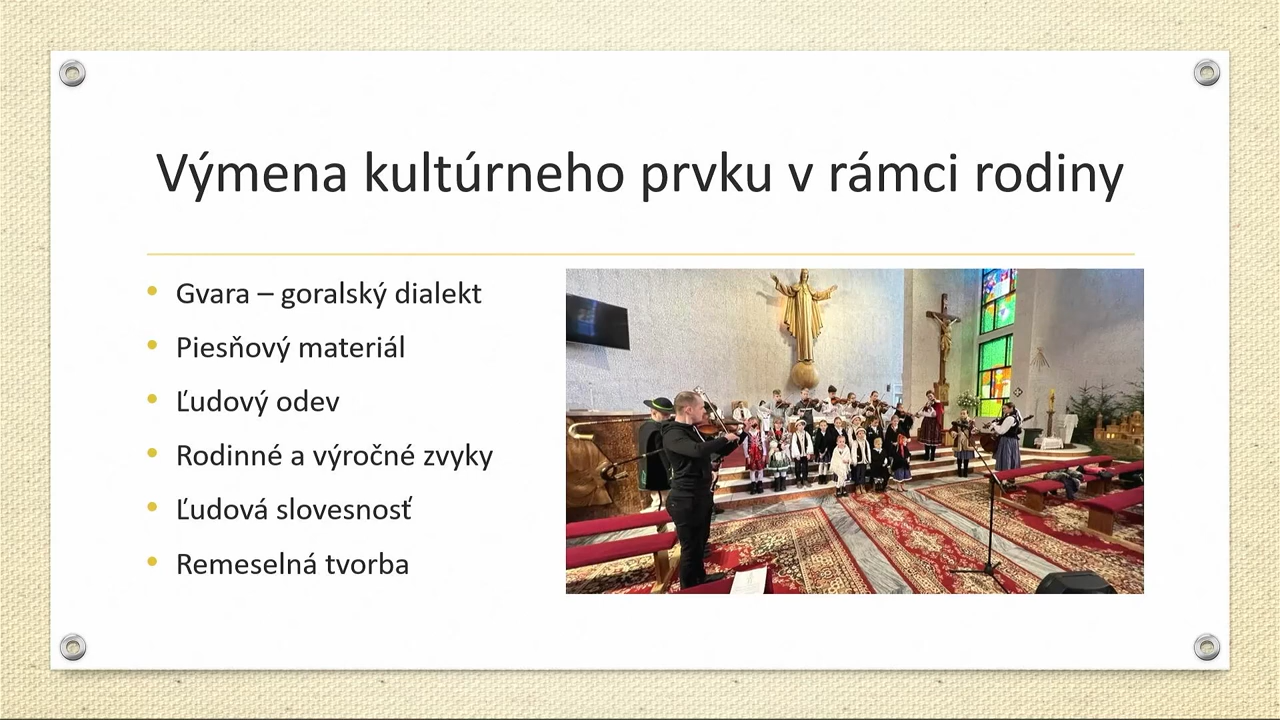 Výmena kultúrneho prvku v rámci rodiny
• Gvara – goralský dialekt
• Piesňový materiál
• Ľudový odev
• Rodinné a výročné zvyky
• Ľudová slovesnosť
• Remeselná tvorba